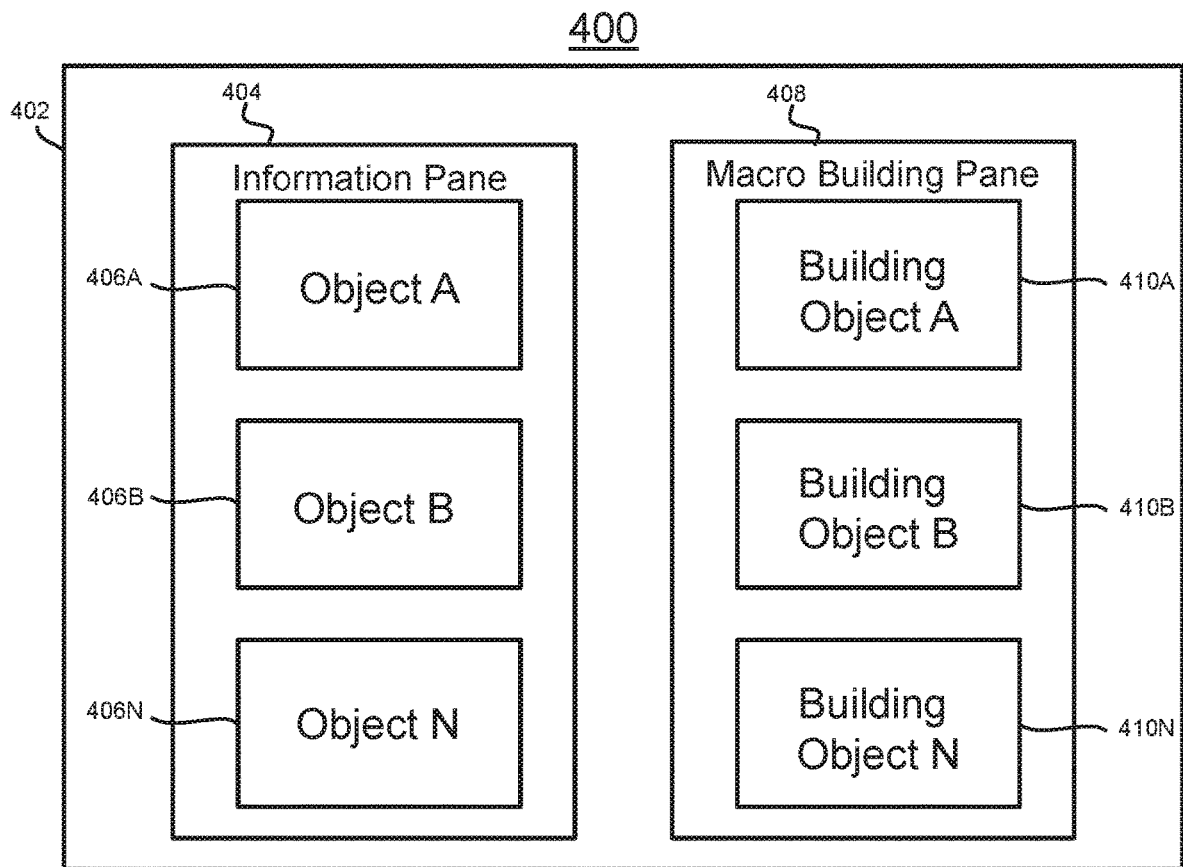 400
402
404
408
Information Pane
Macro Building Pane
406A
Object A
Building
Object A
410A
406B
Object B
Building
Object B
410B
406N
Object N
Building
Object N
410N